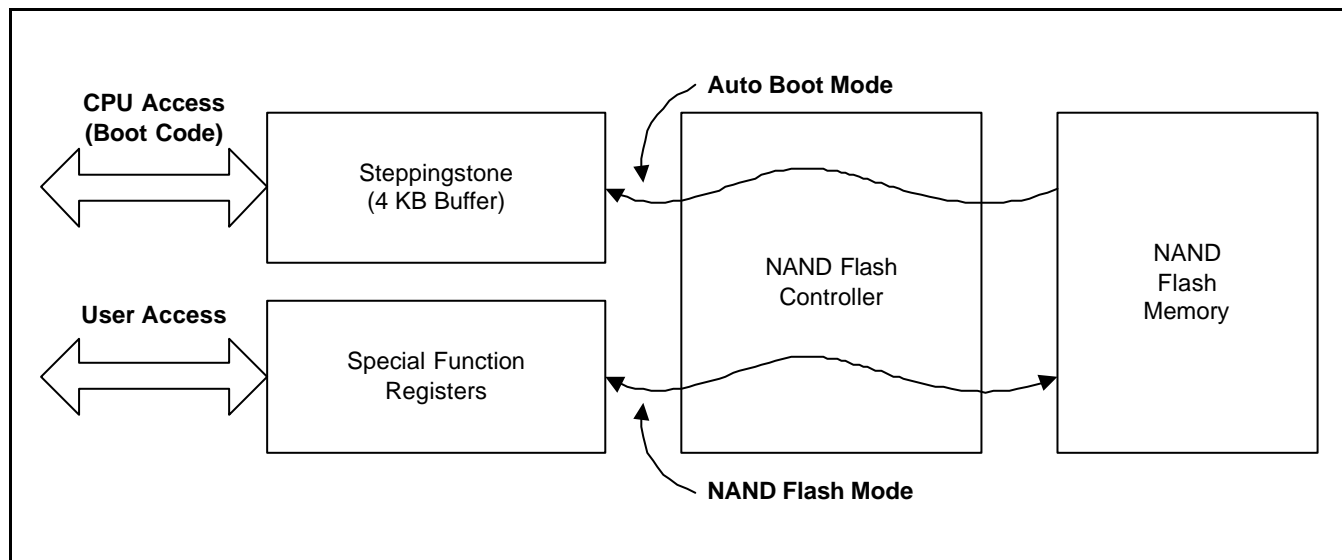 Auto Boot Mode
CPU Access
(Boot Code)
Steppingstone
(4 KB Buffer)
NAND Flash
Controller
NAND
Flash
Memory
User Access
Special Function
Registers
NAND Flash Mode